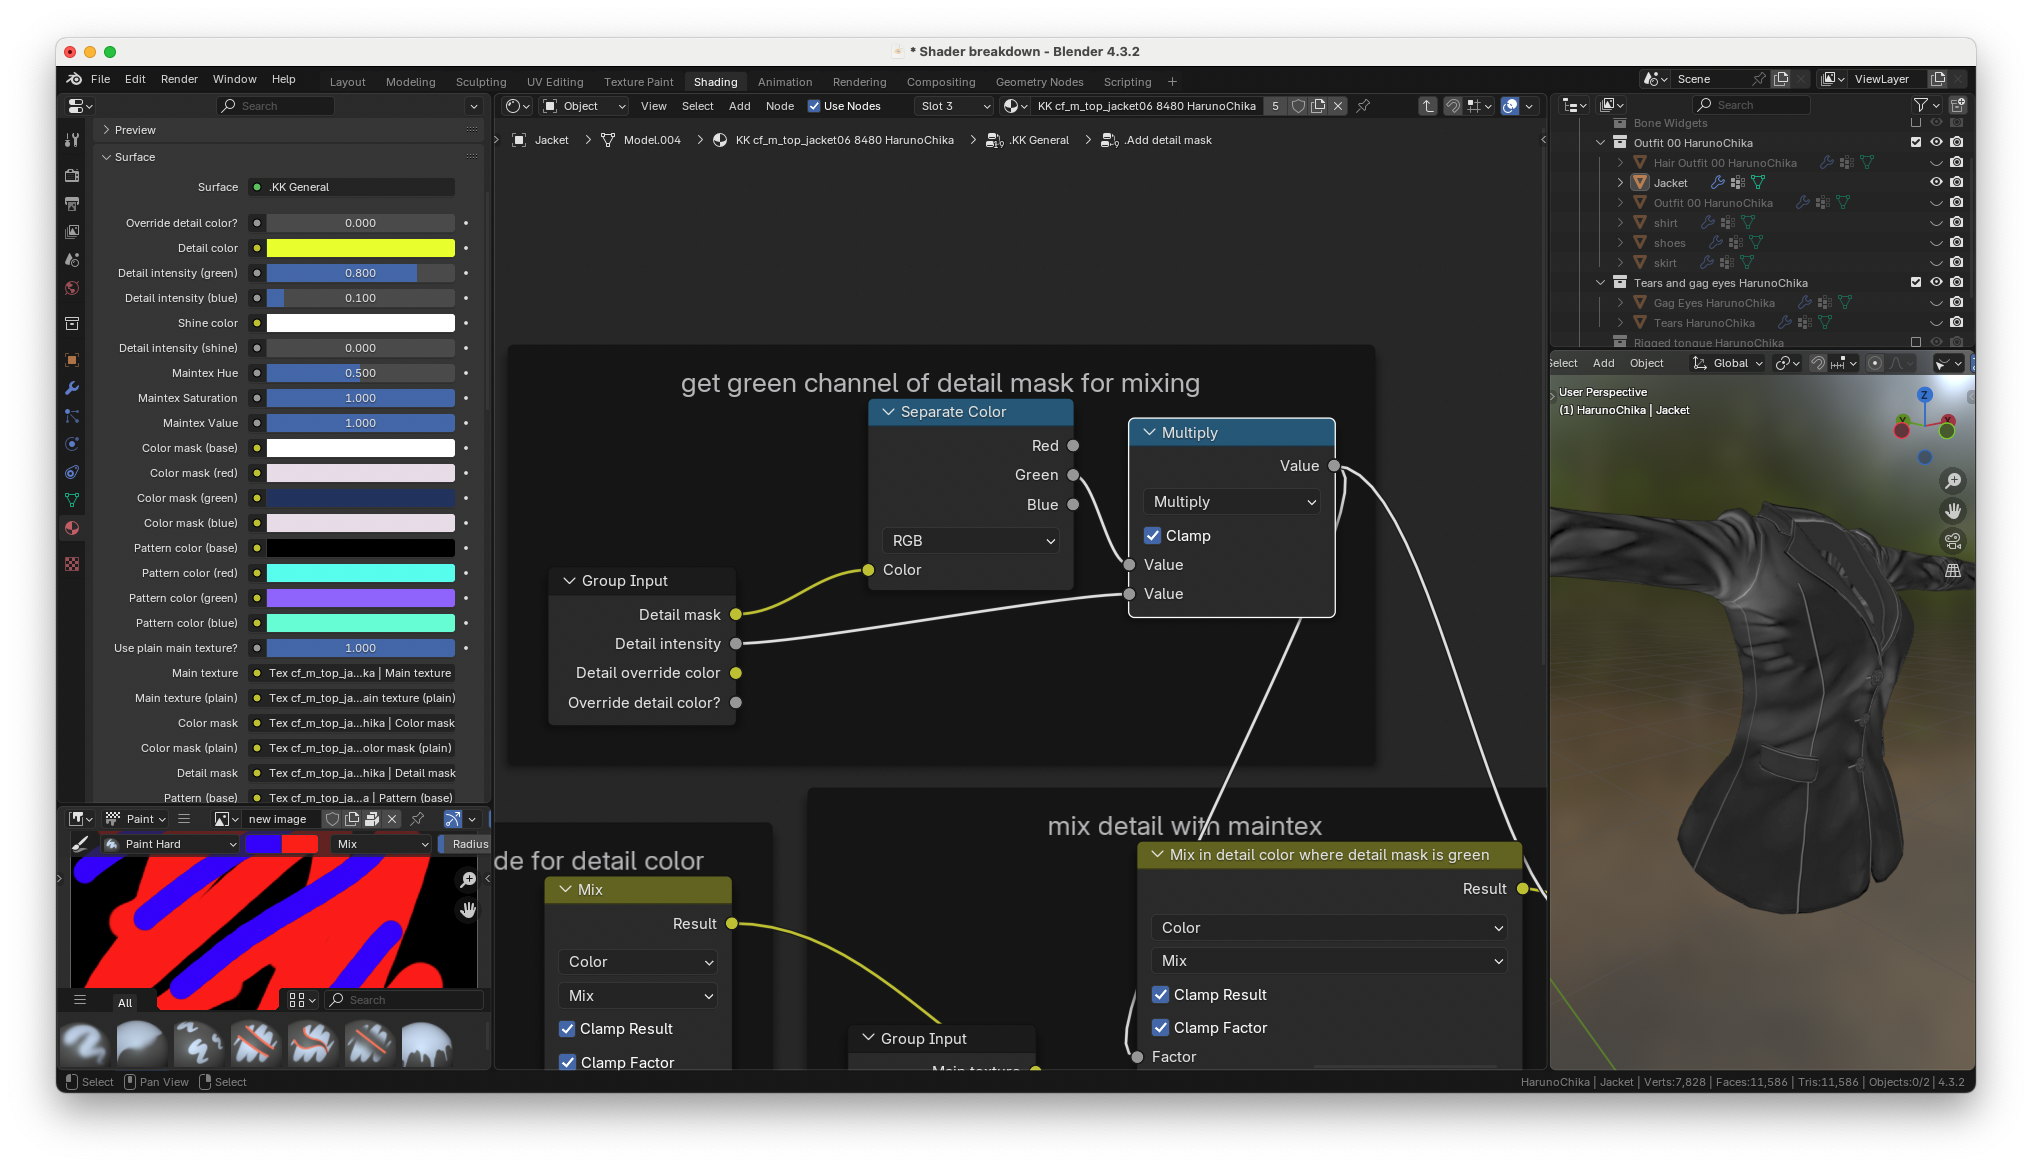 * Shader breakdown - Blender 4.3.2
File Edit Render Window Help
Layout Modeling Sculpting UV Editing Texture Paint Shading Animation Rendering Compositing Geometry Nodes Scripting +
Scene
ViewLayer
Search
Object View Select Add Node Use Nodes Slot 3 KK cf_m_top_jacket06 8480 HarunoChika 5
Search
Jacket > Model.004 > KK cf_m_top_jacket06 8480 HarunoChika > .KK General > .Add detail mask
Preview
Surface
Surface .KK General
Override detail color? 0.000
Detail color
Detail intensity (green) 0.800
Detail intensity (blue) 0.100
Shine color
Detail intensity (shine) 0.000
Maintex Hue 0.500
Maintex Saturation 1.000
Maintex Value 1.000
Color mask (base)
Color mask (red)
Color mask (green)
Color mask (blue)
Pattern color (base)
Pattern color (red)
Pattern color (green)
Pattern color (blue)
Use plain main texture? 1.000
Main texture Tex cf_m_top_ja...ka | Main texture
Main texture (plain) Tex cf_m_top_ja...ain texture (plain)
Color mask Tex cf_m_top_ja...hika | Color mask
Color mask (plain) Tex cf_m_top_ja...olor mask (plain)
Detail mask Tex cf_m_top_ja...hika | Detail mask
Pattern (base) Tex cf_m_top_ja...a | Pattern (base)
Paint new image
Paint Hard Mix Radius
All Search
get green channel of detail mask for mixing
Separate Color
Red
Green
Blue
RGB
Color
Multiply
Value
Multiply
Clamp
Value
Value
Group Input
Detail mask
Detail intensity
Detail override color
Override detail color?
de for detail color
Mix
Result
Color
Mix
Clamp Result
Clamp Factor
mix detail with maintex
Mix in detail color where detail mask is green
Result
Color
Mix
Clamp Result
Clamp Factor
Factor
Group Input
Main texture
Bone Widgets
Outfit 00 HarunoChika
Hair Outfit 00 HarunoChika
Jacket
Outfit 00 HarunoChika
shirt
shoes
skirt
Tears and gag eyes HarunoChika
Gag Eyes HarunoChika
Tears HarunoChika
Rigged tongue HarunoChika
Select Add Object Global
User Perspective
(1) HarunoChika | Jacket
Z
Y
X
Select Pan View Select
HarunoChika | Jacket | Verts:7,828 | Faces:11,586 | Tris:11,586 | Objects:0/2 | 4.3.2